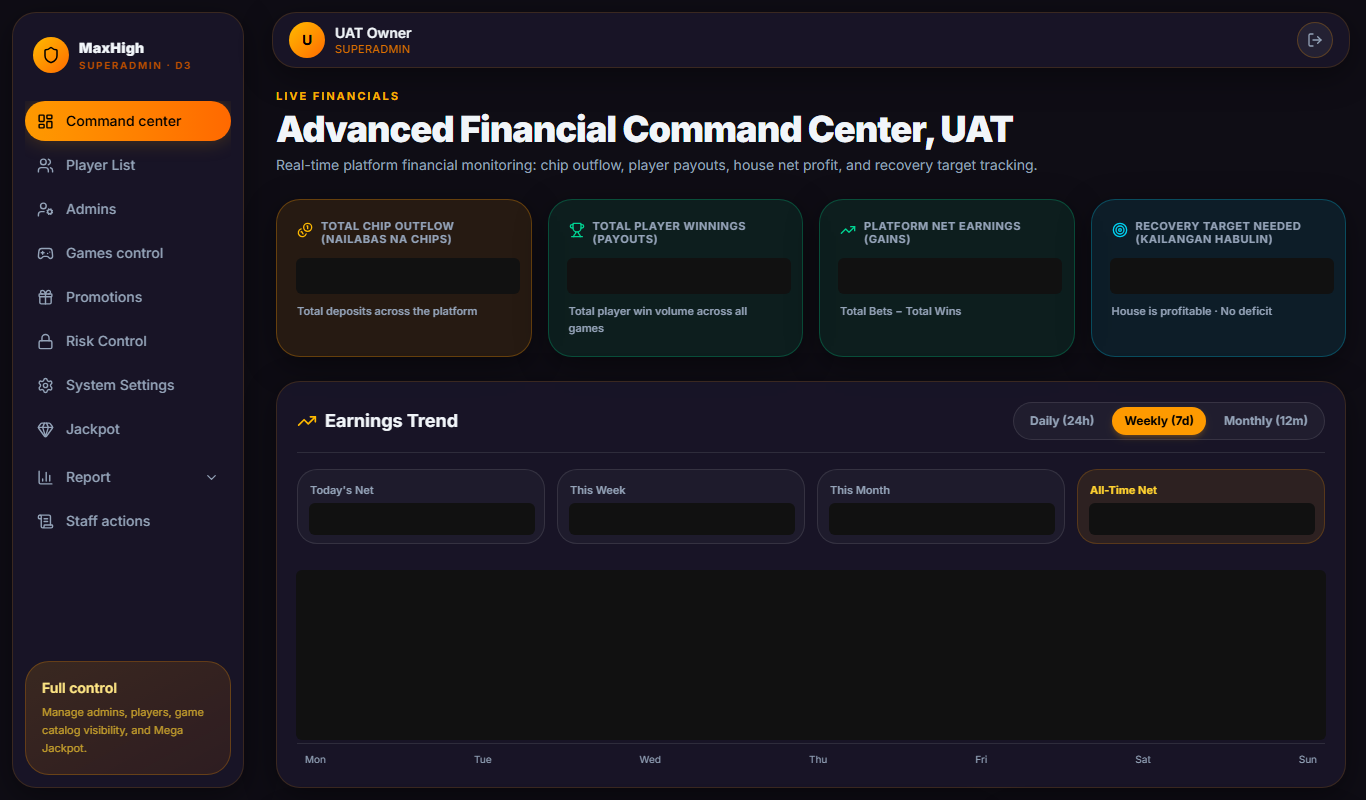 MaxHigh
SUPERADMIN · D3
Command center
Player List
Admins
Games control
Promotions
Risk Control
System Settings
Jackpot
Report
Staff actions
Full control
Manage admins, players, game
catalog visibility, and Mega
Jackpot.
U
UAT Owner
SUPERADMIN
LIVE FINANCIALS
Advanced Financial Command Center, UAT
Real-time platform financial monitoring: chip outflow, player payouts, house net profit, and recovery target tracking.
TOTAL CHIP OUTFLOW
(NAILABAS NA CHIPS)
Total deposits across the platform
TOTAL PLAYER WINNINGS
(PAYOUTS)
Total player win volume across all
games
PLATFORM NET EARNINGS
(GAINS)
Total Bets − Total Wins
RECOVERY TARGET NEEDED
(KAILANGAN HABULIN)
House is profitable · No deficit
Earnings Trend
Daily (24h)
Weekly (7d)
Monthly (12m)
Today's Net
This Week
This Month
All-Time Net
Mon
Tue
Wed
Thu
Fri
Sat
Sun